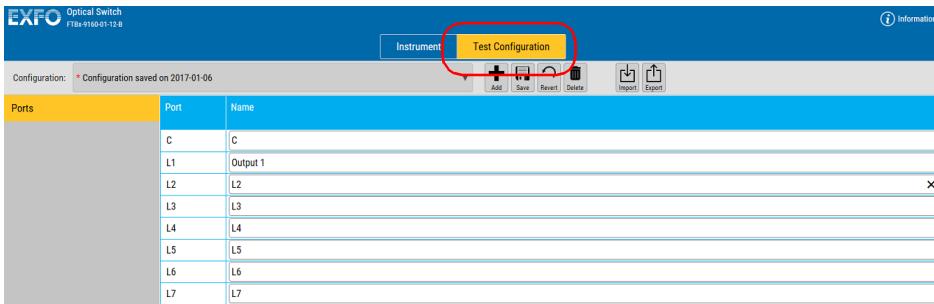 EXFO Optical Switch
FTBx-9160-01-12-B
Information
Instrument Test Configuration
Configuration: * Configuration saved on 2017-01-06
Add Save Revert Delete Import Export
Ports Port Name
C C
L1 Output 1
L2 L2
L3 L3
L4 L4
L5 L5
L6 L6
L7 L7